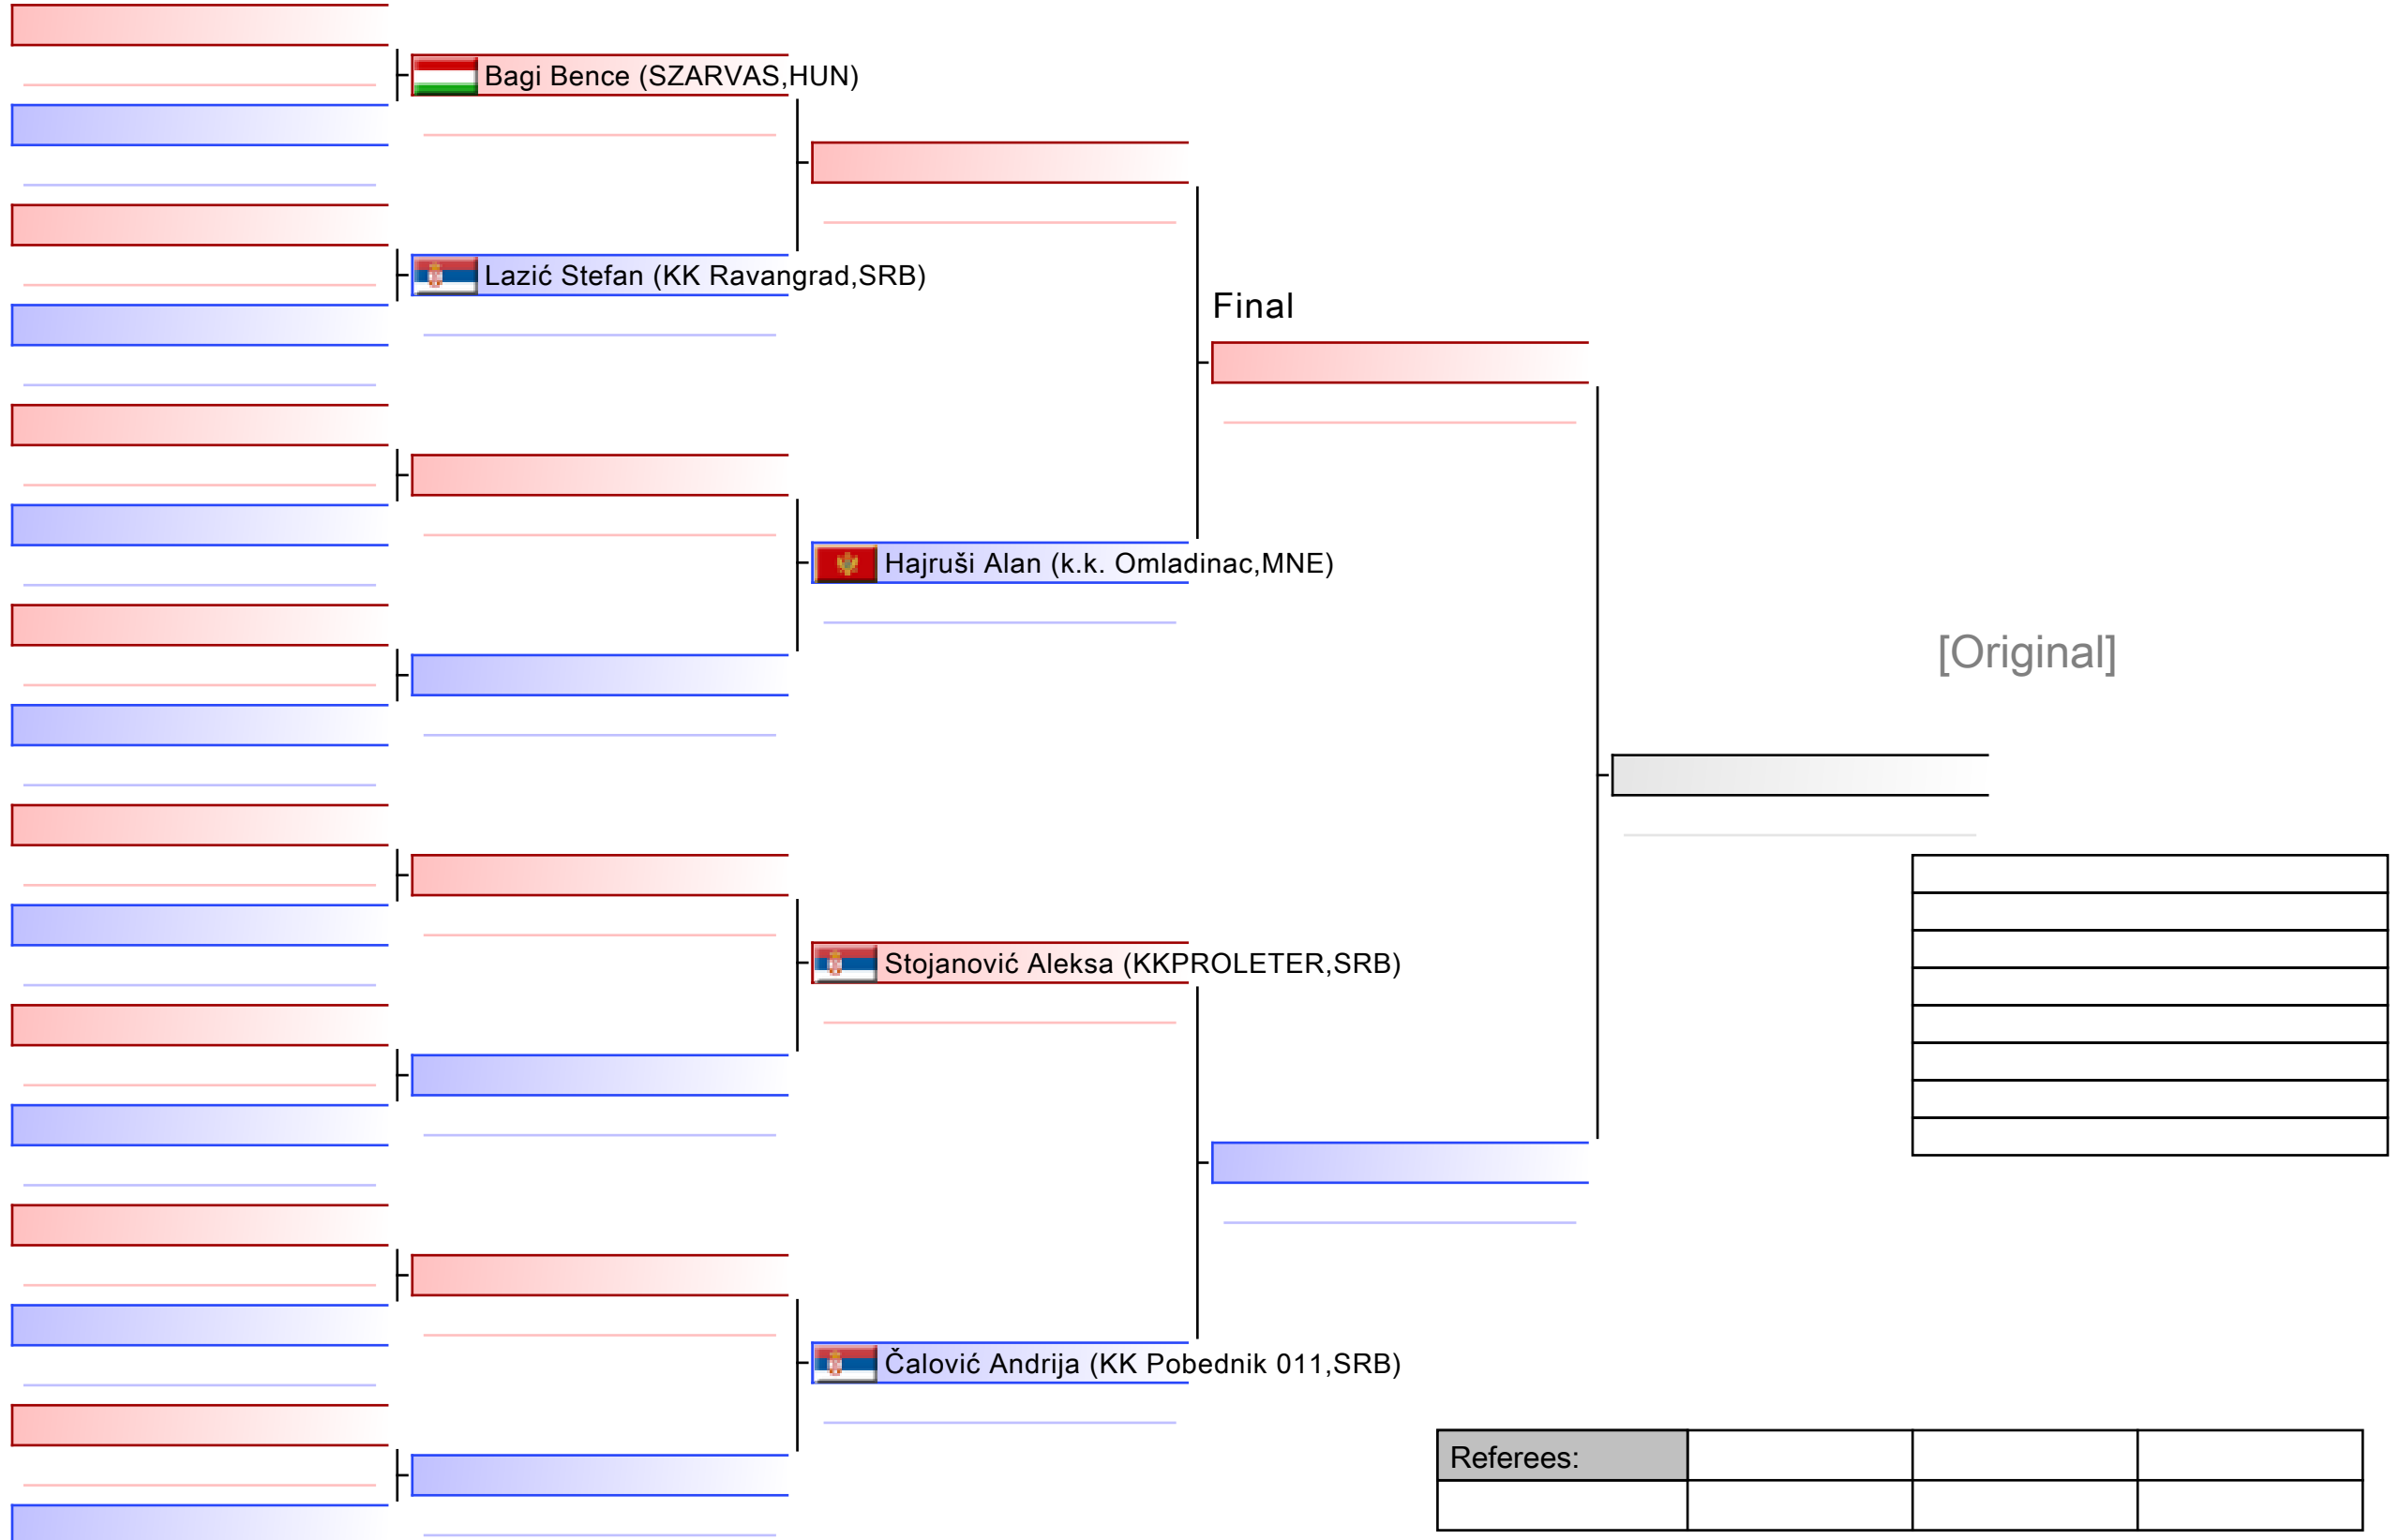 Bagi Bence (SZARVAS,HUN)
Lazić Stefan (KK Ravangrad,SRB)
Final
Hajruši Alan (k.k. Omladinac,MNE)
[Original]
Stojanović Aleksa (KKPROLETER,SRB)
Čalović Andrija (KK Pobednik 011,SRB)
Referees: